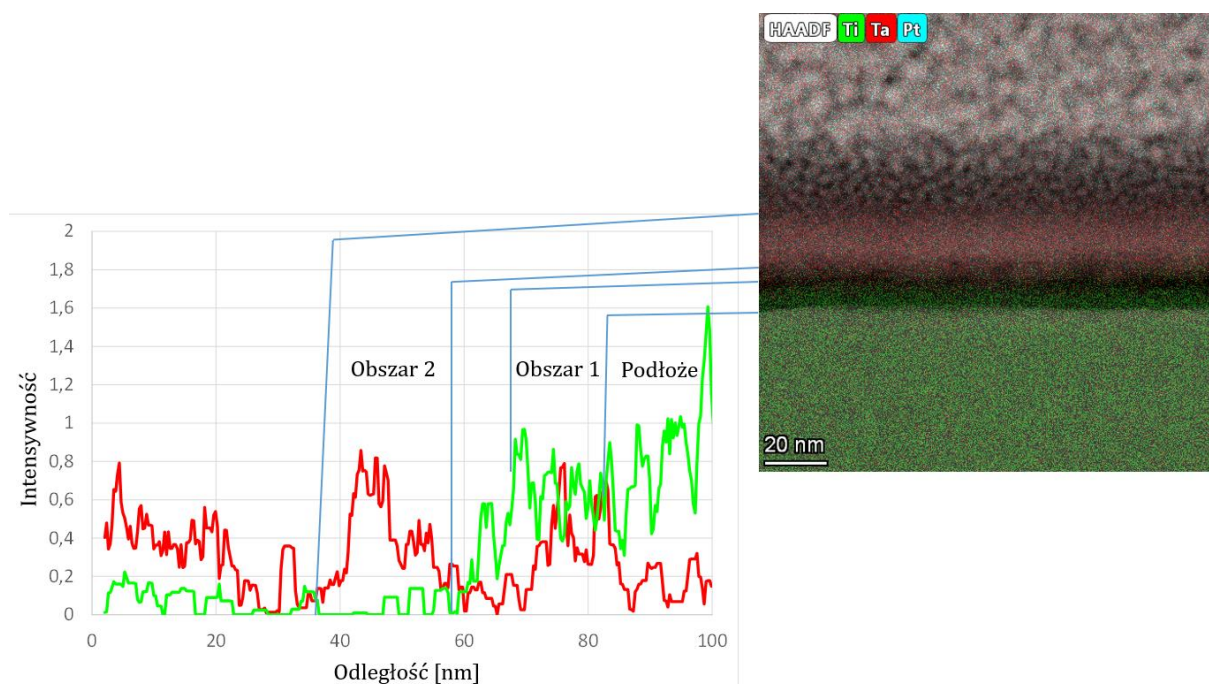 HAADF Ti Ta Pt
20 nm
2
1,8
1,6
1,4
1,2
1
0,8
0,6
0,4
0,2
0
Intensywność
Obszar 2 Obszar 1 Podłoże
0 20 40 60 80 100
Odległość [nm]